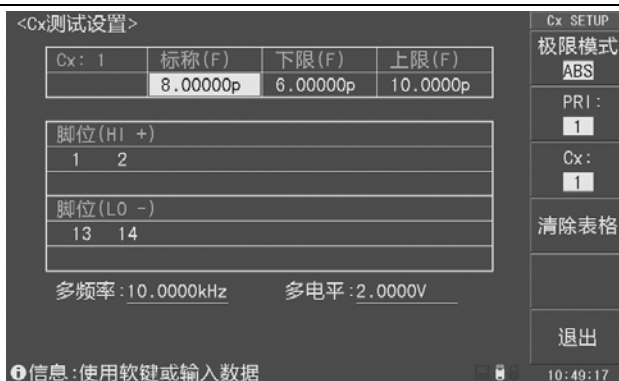 <Cx测试设置>
Cx: 1 标称(F) 下限(F) 上限(F)
8.00000p 6.00000p 10.0000p
脚位(HI +)
1 2
脚位(LO -)
13 14
多频率:10.0000kHz 多电平:2.0000V
信息:使用软键或输入数据
Cx SETUP
极限模式
ABS
PRI:
1
Cx:
1
清除表格
退出
10:49:17